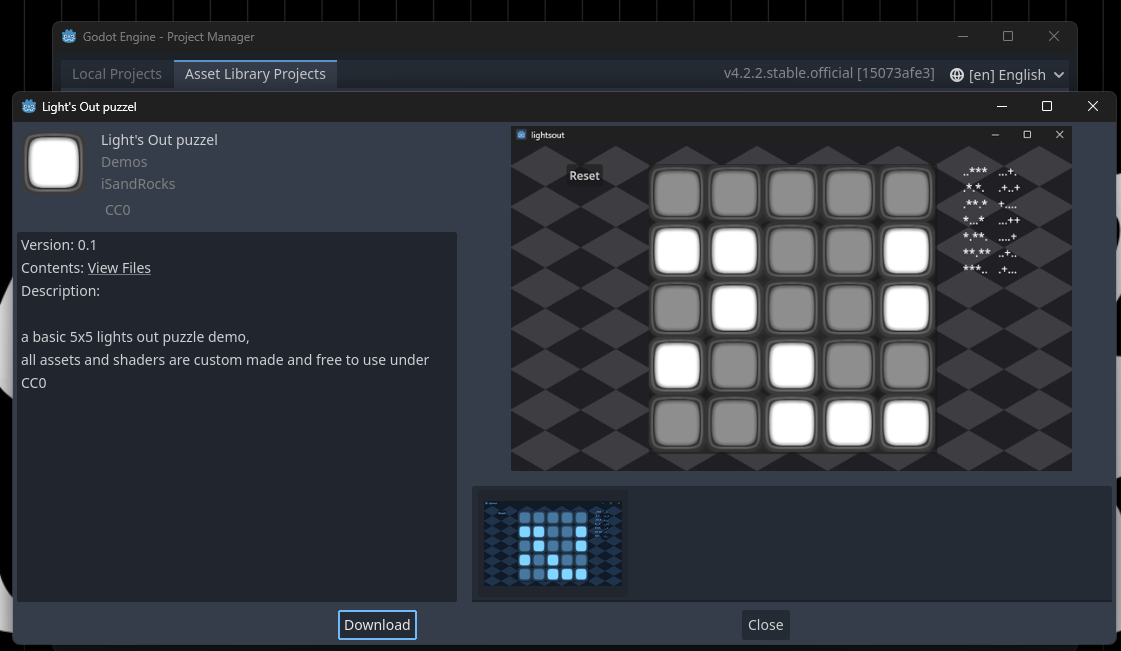 Godot Engine - Project Manager
Local Projects
Asset Library Projects
v4.2.2.stable.official [15073afe3]
[en] English
Light's Out puzzel
Light's Out puzzel
Demos
iSandRocks
CC0
Version: 0.1
Contents: View Files
Description:
a basic 5x5 lights out puzzle demo,
all assets and shaders are custom made and free to use under
CC0
lightsout
Reset
..*** ...+.
.*.*. .+..+
.**.* +....
*...* ...++
*.**. ....+
**.** ..+..
***.. .+...
Download
Close